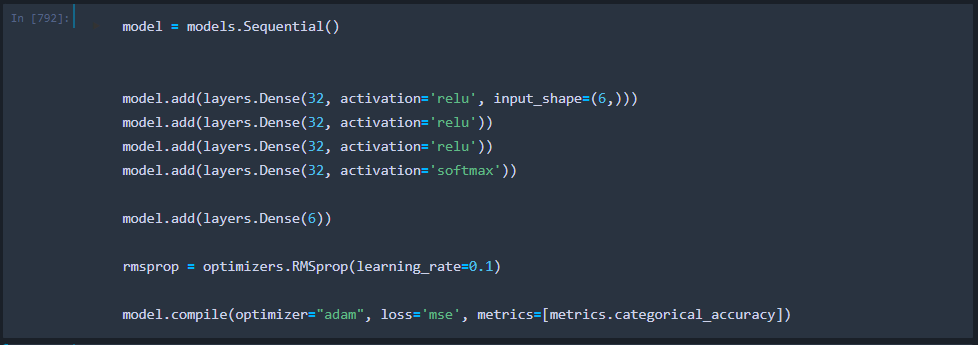 In [792]:
model = models.Sequential()
model.add(layers.Dense(32, activation='relu', input_shape=(6,)))
model.add(layers.Dense(32, activation='relu'))
model.add(layers.Dense(32, activation='relu'))
model.add(layers.Dense(32, activation='softmax'))
model.add(layers.Dense(6))
rmsprop = optimizers.RMSprop(learning_rate=0.1)
model.compile(optimizer="adam", loss='mse', metrics=[metrics.categorical_accuracy])